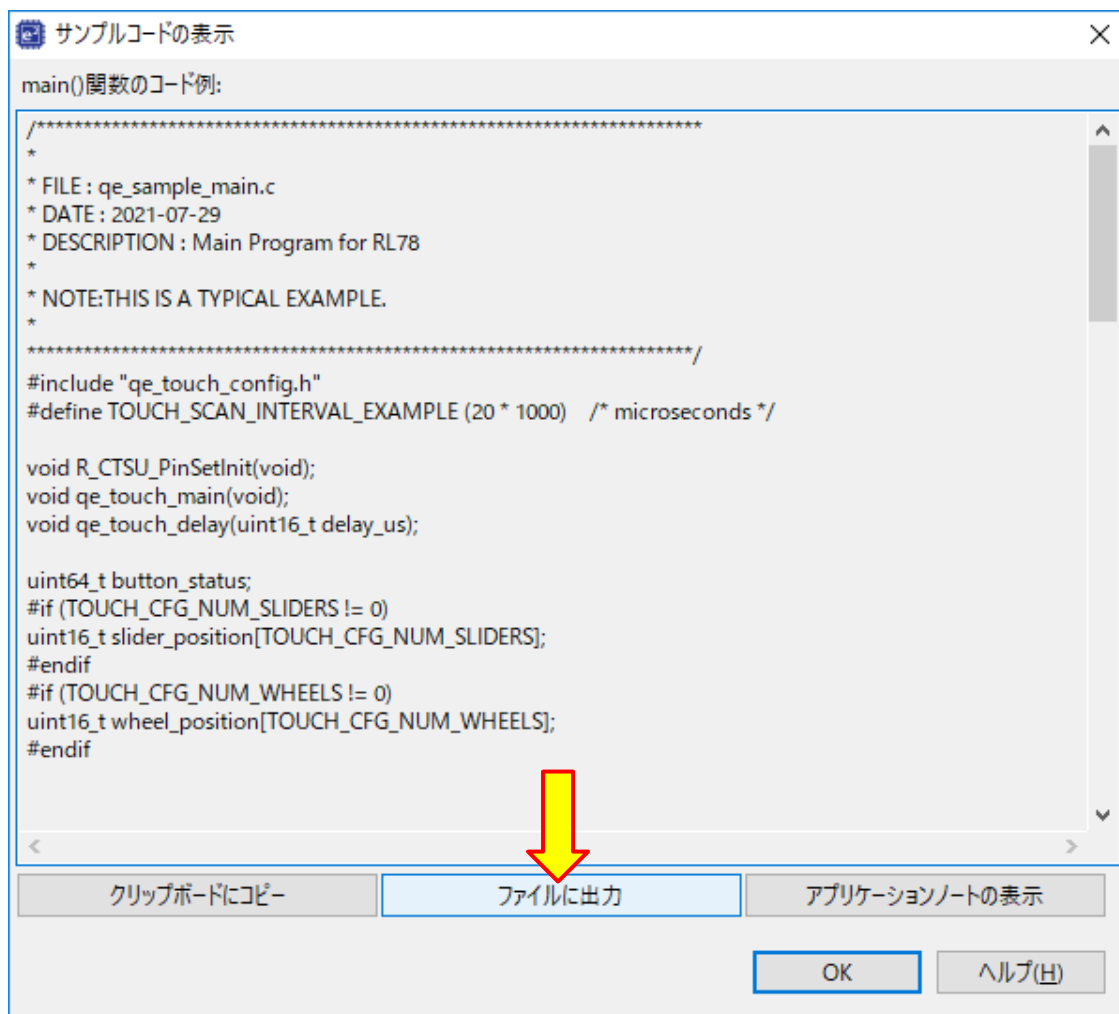 サンプルコードの表示
main()関数のコード例:
/***********************************************************************
*
* FILE : qe_sample_main.c
* DATE : 2021-07-29
* DESCRIPTION : Main Program for RL78
*
* NOTE:THIS IS A TYPICAL EXAMPLE.
*
***********************************************************************/
#include "qe_touch_config.h"
#define TOUCH_SCAN_INTERVAL_EXAMPLE (20 * 1000)    /* microseconds */

void R_CTSU_PinSetInit(void);
void qe_touch_main(void);
void qe_touch_delay(uint16_t delay_us);

uint64_t button_status;
#if (TOUCH_CFG_NUM_SLIDERS != 0)
uint16_t slider_position[TOUCH_CFG_NUM_SLIDERS];
#endif
#if (TOUCH_CFG_NUM_WHEELS != 0)
uint16_t wheel_position[TOUCH_CFG_NUM_WHEELS];
#endif
クリップボードにコピー
ファイルに出力
アプリケーションノートの表示
OK
ヘルプ(H)